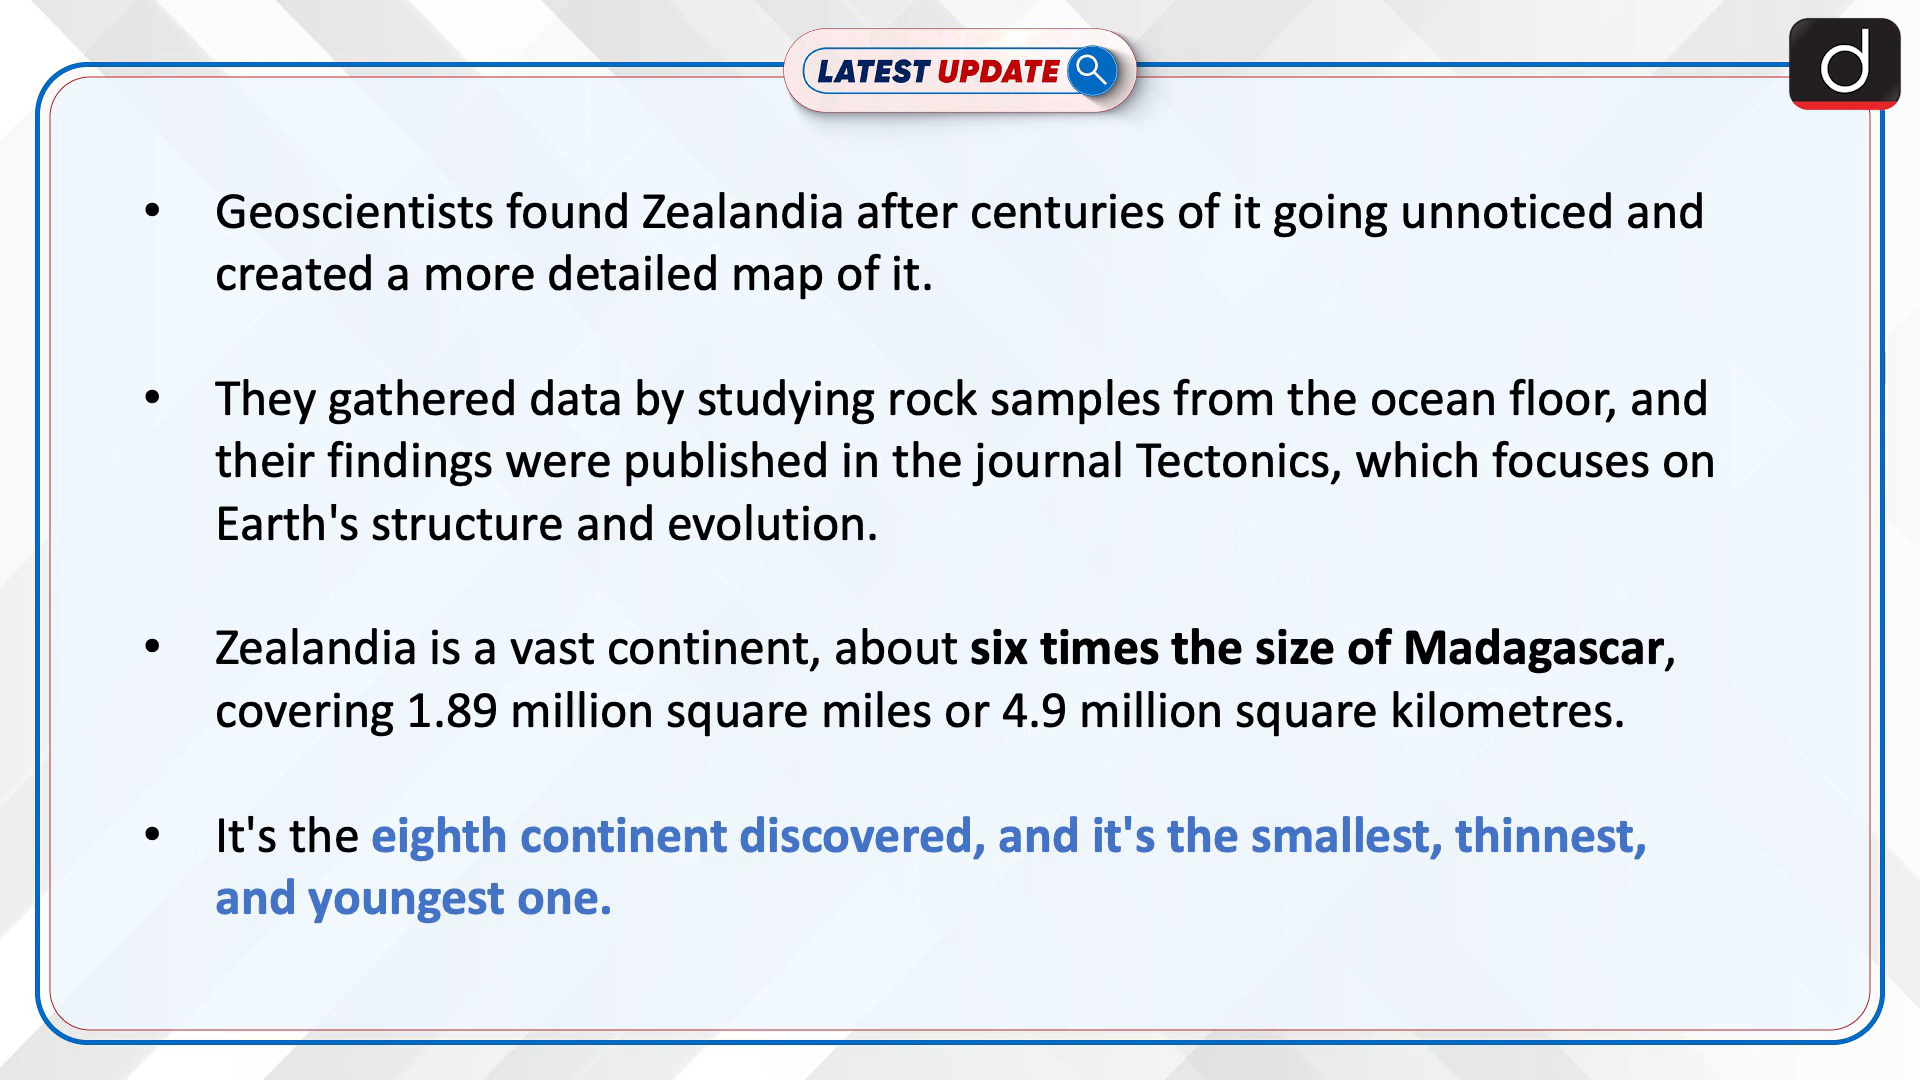 LATEST UPDATE
d
• Geoscientists found Zealandia after centuries of it going unnoticed and
created a more detailed map of it.
• They gathered data by studying rock samples from the ocean floor, and
their findings were published in the journal Tectonics, which focuses on
Earth's structure and evolution.
• Zealandia is a vast continent, about six times the size of Madagascar,
covering 1.89 million square miles or 4.9 million square kilometres.
• It's the eighth continent discovered, and it's the smallest, thinnest,
and youngest one.